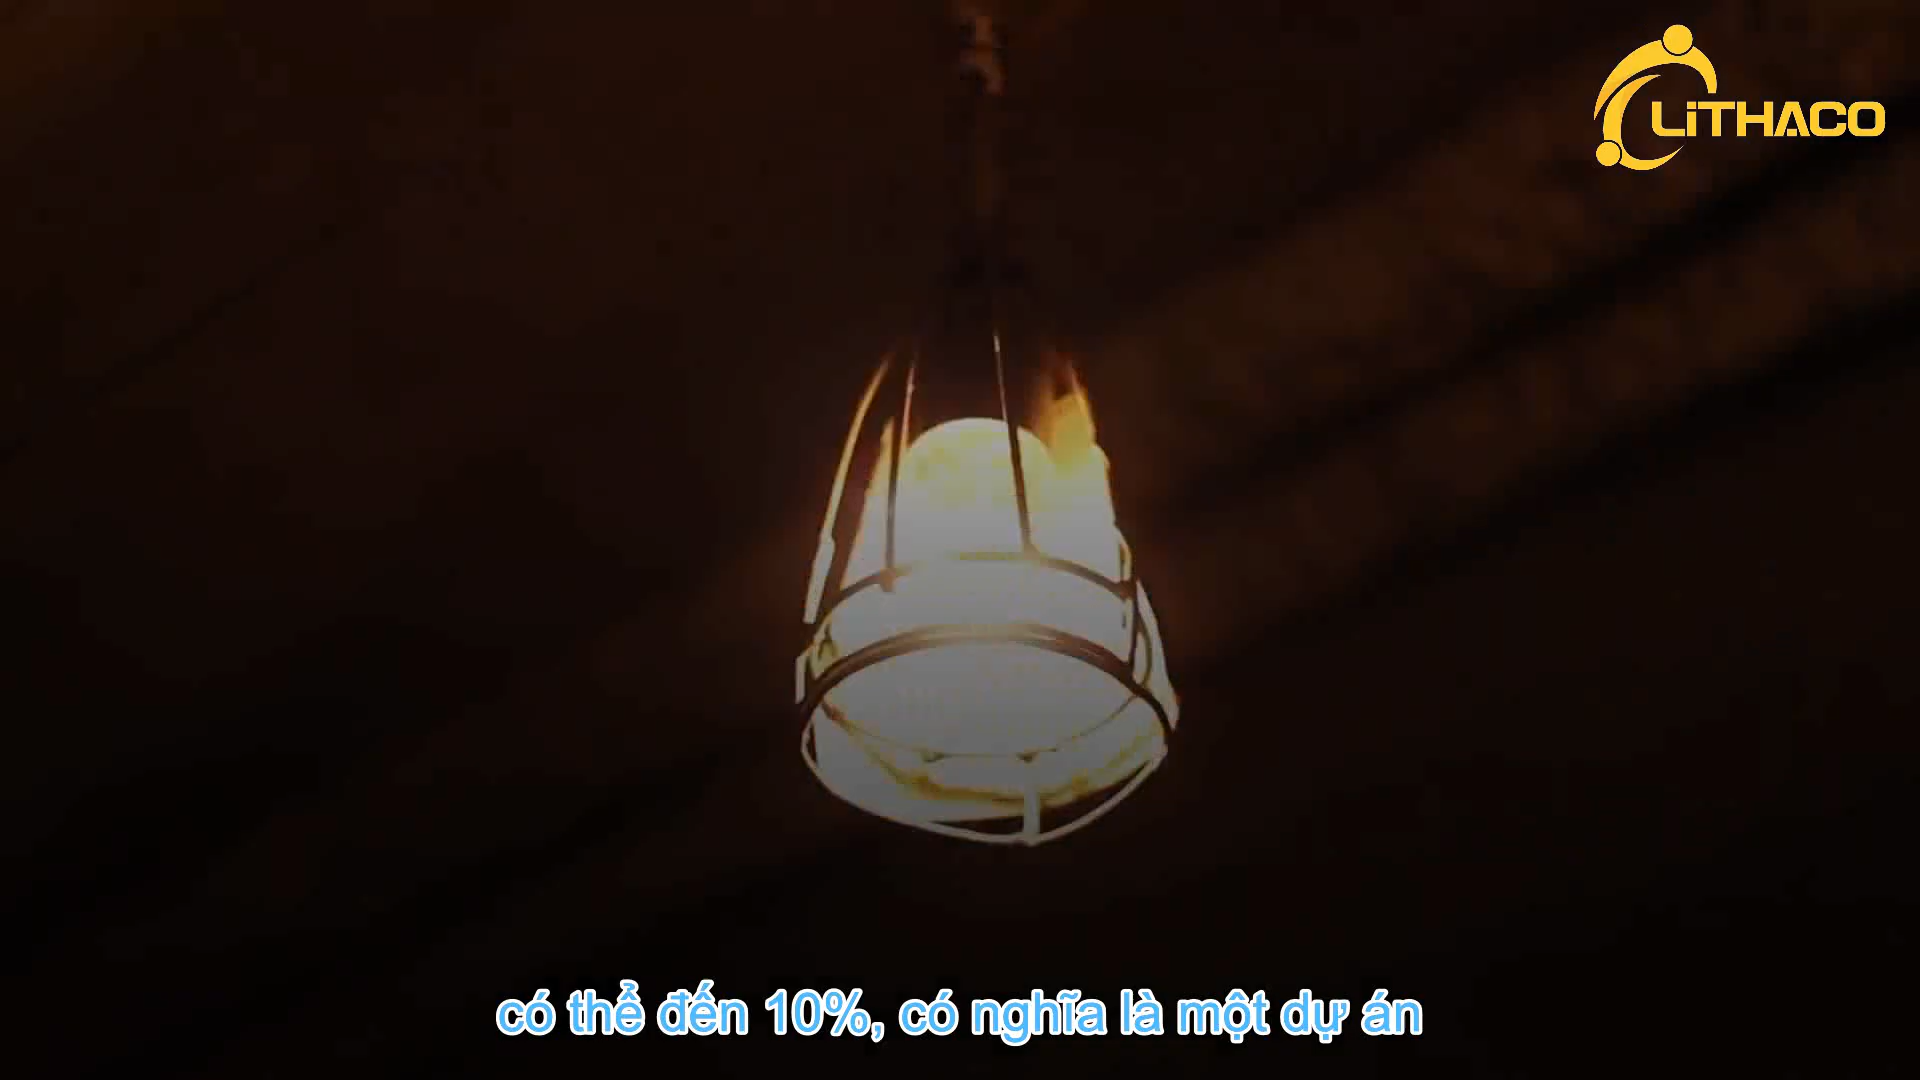 LiTHACO
có thể đến 10%, có nghĩa là một dự án